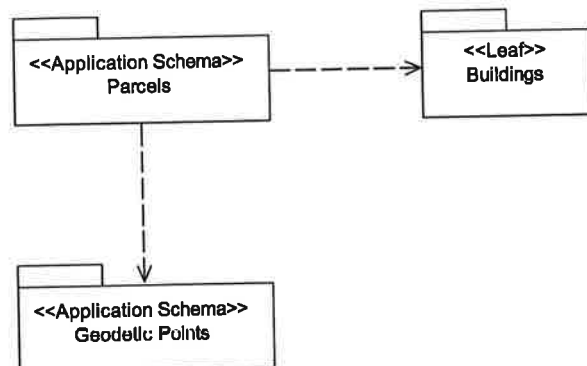 <<Application Schema>>
Parcels
<<Leaf>>
Buildings
<<Application Schema>>
Geodetic Points